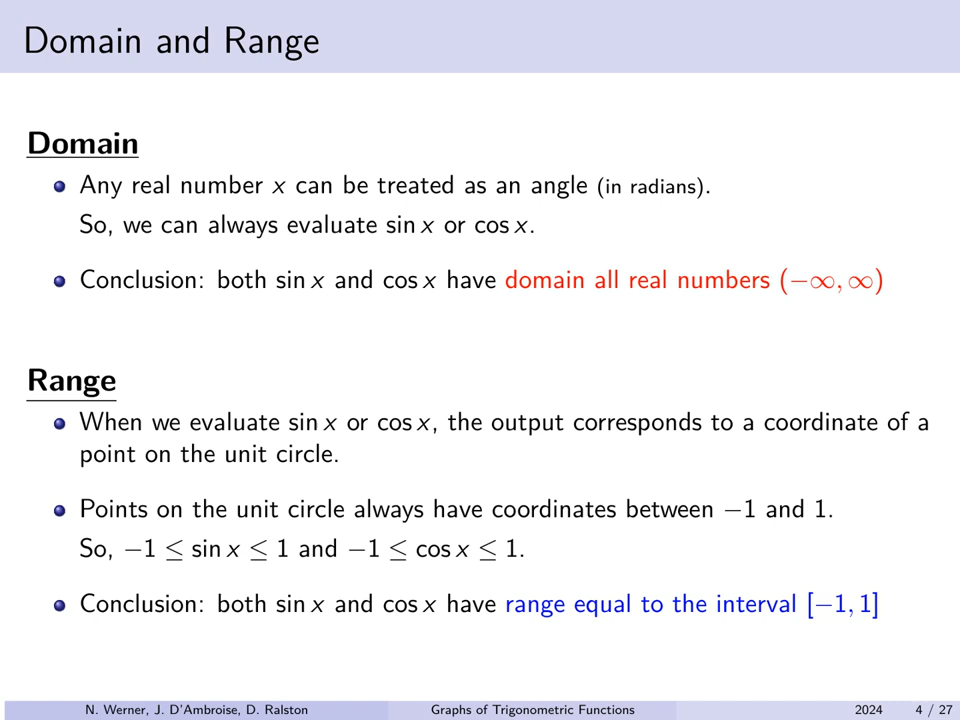 Domain and Range
Domain
Any real number x can be treated as an angle (in radians).
So, we can always evaluate sin x or cos x.
Conclusion: both sin x and cos x have domain all real numbers (−∞, ∞)
Range
When we evaluate sin x or cos x, the output corresponds to a coordinate of a
point on the unit circle.
Points on the unit circle always have coordinates between −1 and 1.
So, −1 ≤ sin x ≤ 1 and −1 ≤ cos x ≤ 1.
Conclusion: both sin x and cos x have range equal to the interval [−1, 1]
N. Werner, J. D'Ambroise, D. Ralston Graphs of Trigonometric Functions 2024 4 / 27